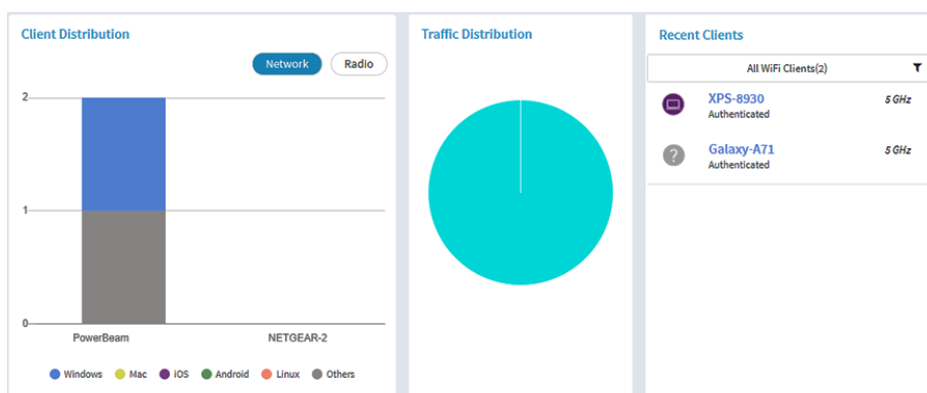 Client Distribution
Network Radio
2
1
0
PowerBeam NETGEAR-2
Windows Mac iOS Android Linux Others
Traffic Distribution
Recent Clients
All WiFi Clients(2)
XPS-8930 5 GHz
Authenticated
?
Galaxy-A71 5 GHz
Authenticated